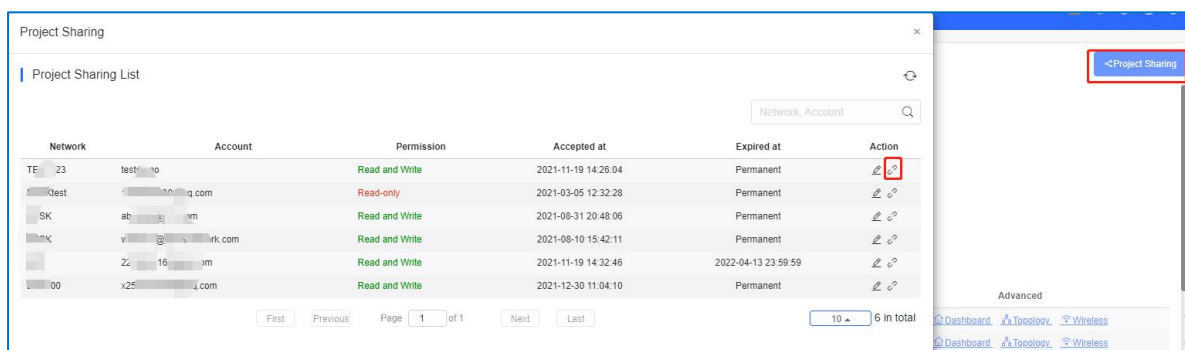 Project Sharing
Project Sharing
Project Sharing List
Network, Account
Network Account Permission Accepted at Expired at Action
23 Read and Write 2021-11-19 14:26:04 Permanent
Read-only 2021-03-05 12:32:28 Permanent
Read and Write 2021-08-31 20:48:06 Permanent
Read and Write 2021-08-10 15:42:11 Permanent
Read and Write 2021-11-19 14:32:46 2022-04-13 23:59:59
Read and Write 2021-12-30 11:04:10 Permanent
First Previous Page 1 of 1 Next Last 10 6 in total
Advanced
Dashboard Topology Wireless
Dashboard Topology Wireless